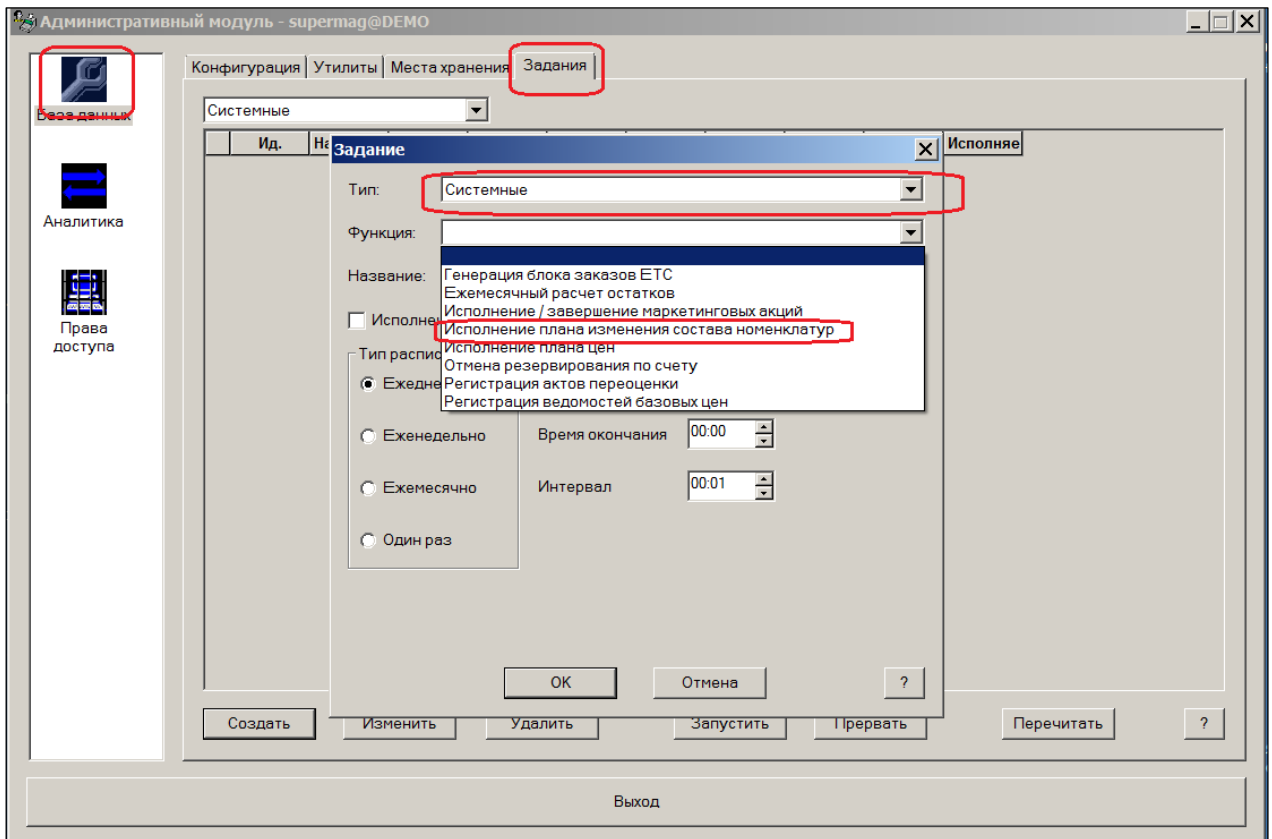 Административный модуль - supermag@DEMO
Конфигурация Утилиты Места хранения Задания
База данных
Аналитика
Права доступа
Системные
Ид. На Исполняе
Задание
Тип: Системные
Функция:
Генерация блока заказов ETC
Ежемесячный расчет остатков
Исполнение / завершение маркетинговых акций
Исполнение плана изменения состава номенклатур
Исполнение плана цен
Отмена резервирования по счету
Регистрация актов переоценки
Регистрация ведомостей базовых цен
Название:
Исполне
Тип распис
Ежедне
Еженедельно
Время окончания 00:00
Ежемесячно
Интервал 00:01
Один раз
OK Отмена ?
Создать Изменить Удалить Запустить Прервать Перечитать ?
Выход